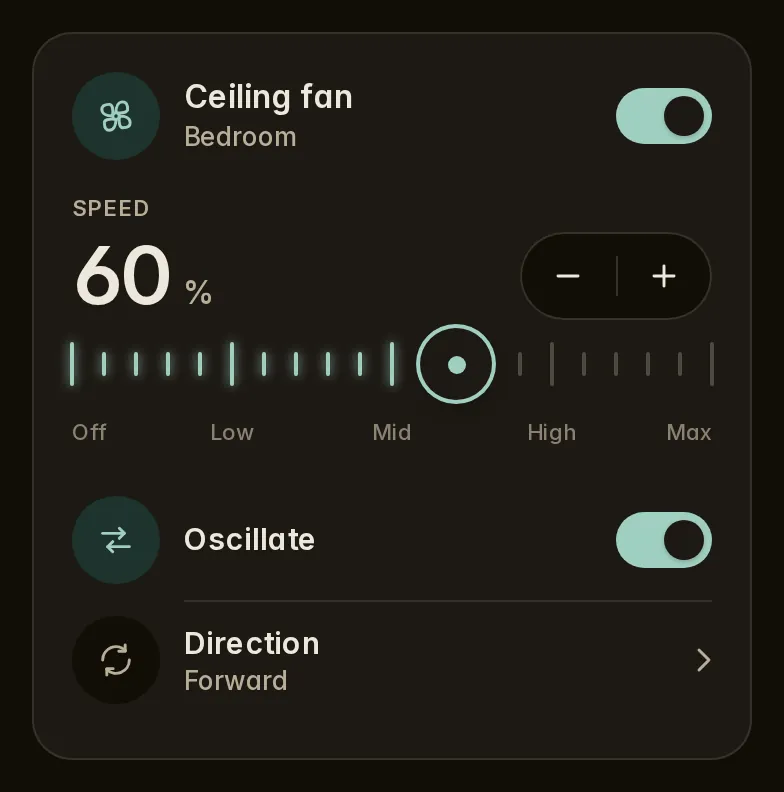 Ceiling fan
Bedroom
SPEED
60 %
Off Low Mid High Max
Oscillate
Direction
Forward